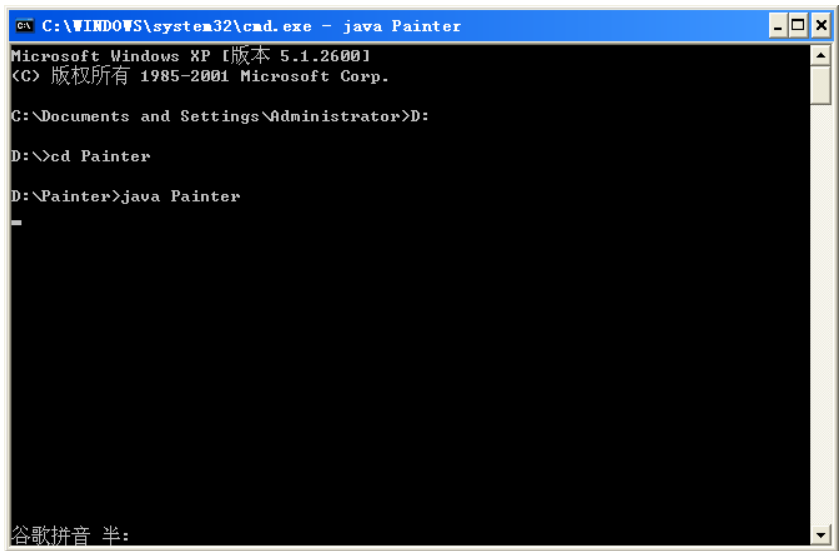 C:\WINDOWS\system32\cmd.exe - java Painter
Microsoft Windows XP [版本 5.1.2600]
(C) 版权所有 1985-2001 Microsoft Corp.
C:\Documents and Settings\Administrator>D:
D:\>cd Painter
D:\Painter>java Painter
谷歌拼音 半: